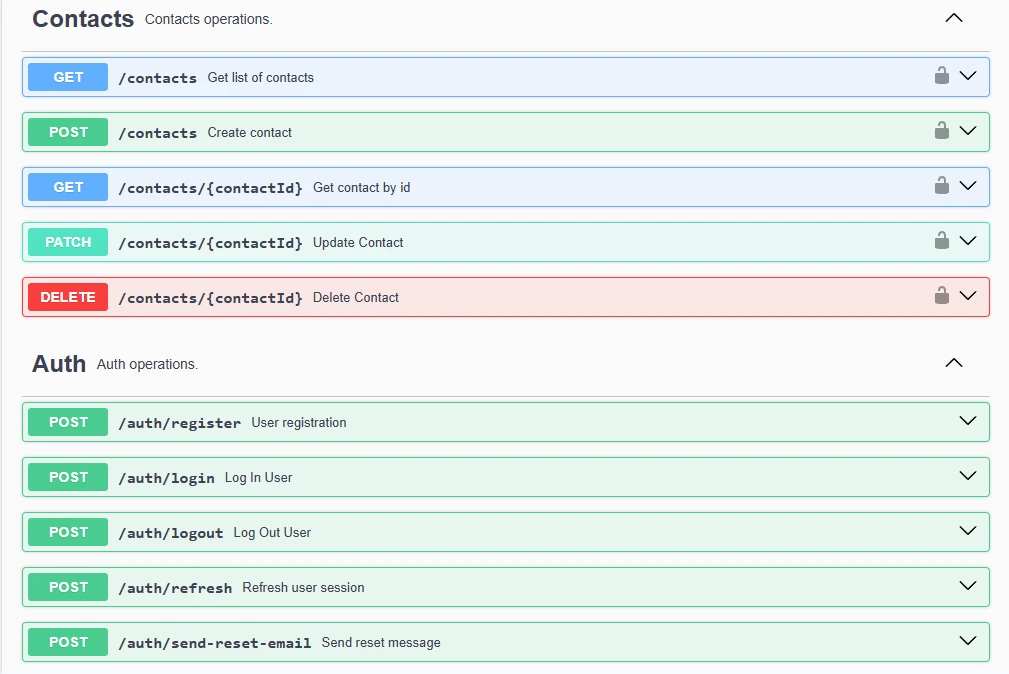 Contacts Contacts operations.
GET /contacts Get list of contacts
POST /contacts Create contact
GET /contacts/{contactId} Get contact by id
PATCH /contacts/{contactId} Update Contact
DELETE /contacts/{contactId} Delete Contact
Auth Auth operations.
POST /auth/register User registration
POST /auth/login Log In User
POST /auth/logout Log Out User
POST /auth/refresh Refresh user session
POST /auth/send-reset-email Send reset message